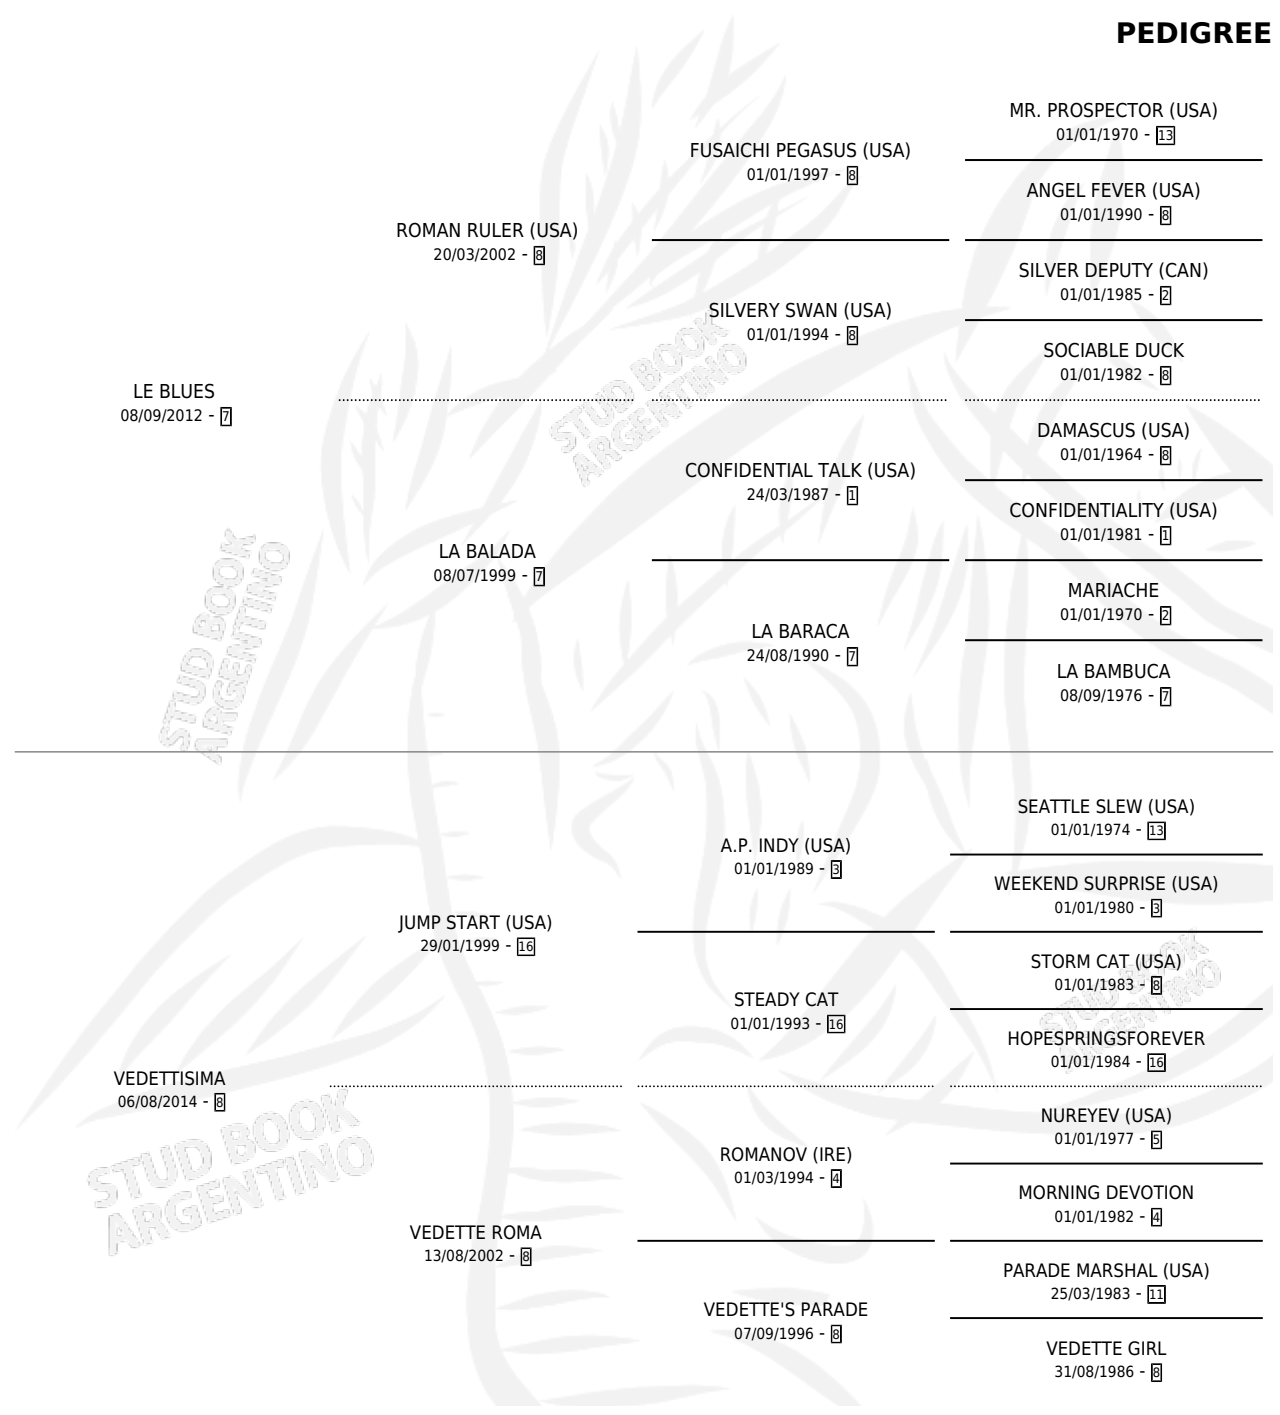 PEDIGREE
MR. PROSPECTOR (USA)
01/01/1970 - 13
FUSAICHI PEGASUS (USA)
01/01/1997 - 8
ANGEL FEVER (USA)
01/01/1990 - 8
ROMAN RULER (USA)
20/03/2002 - 8
SILVER DEPUTY (CAN)
01/01/1985 - 2
SILVERY SWAN (USA)
01/01/1994 - 8
SOCIABLE DUCK
01/01/1982 - 8
LE BLUES
08/09/2012 - 7
DAMASCUS (USA)
01/01/1964 - 8
CONFIDENTIAL TALK (USA)
24/03/1987 - 1
CONFIDENTIALITY (USA)
01/01/1981 - 1
LA BALADA
08/07/1999 - 7
MARIACHE
01/01/1970 - 2
LA BARACA
24/08/1990 - 7
LA BAMBUCA
08/09/1976 - 7
SEATTLE SLEW (USA)
01/01/1974 - 13
A.P. INDY (USA)
01/01/1989 - 3
WEEKEND SURPRISE (USA)
01/01/1980 - 3
JUMP START (USA)
29/01/1999 - 16
STORM CAT (USA)
01/01/1983 - 8
STEADY CAT
01/01/1993 - 16
HOPESPRINGSFOREVER
01/01/1984 - 16
VEDETTISIMA
06/08/2014 - 8
NUREYEV (USA)
01/01/1977 - 5
ROMANOV (IRE)
01/03/1994 - 4
MORNING DEVOTION
01/01/1982 - 4
VEDETTE ROMA
13/08/2002 - 8
PARADE MARSHAL (USA)
25/03/1983 - 11
VEDETTE'S PARADE
07/09/1996 - 8
VEDETTE GIRL
31/08/1986 - 8
STUD BOOK
ARGENTINO
STUD BOOK
ARGENTINO
STUD BOOK
ARGENTINO
STUD BOOK
ARGENTINO